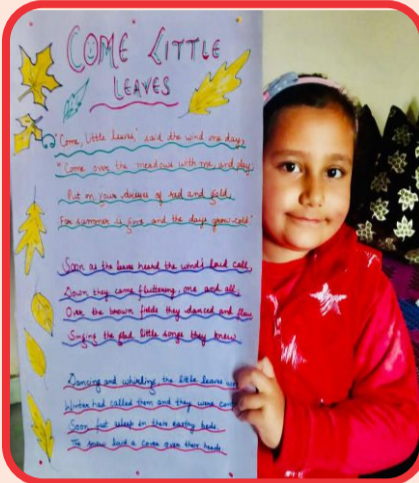 COME LITTLE
LEAVES
"Come, little leaves," said the wind one day,
"Come over the meadows with me, and play;
Put on your dresses of red and gold,
For summer is gone and the days grow cold."
Soon as the leaves heard the wind's loud call,
Down they came fluttering, one and all;
Over the brown fields they danced and flew
Singing the glad little songs they knew
Dancing and whirling the little leaves
Winter had called them and they were
Soon fast asleep in their earthy beds.
The snow laid a cover over their heads.